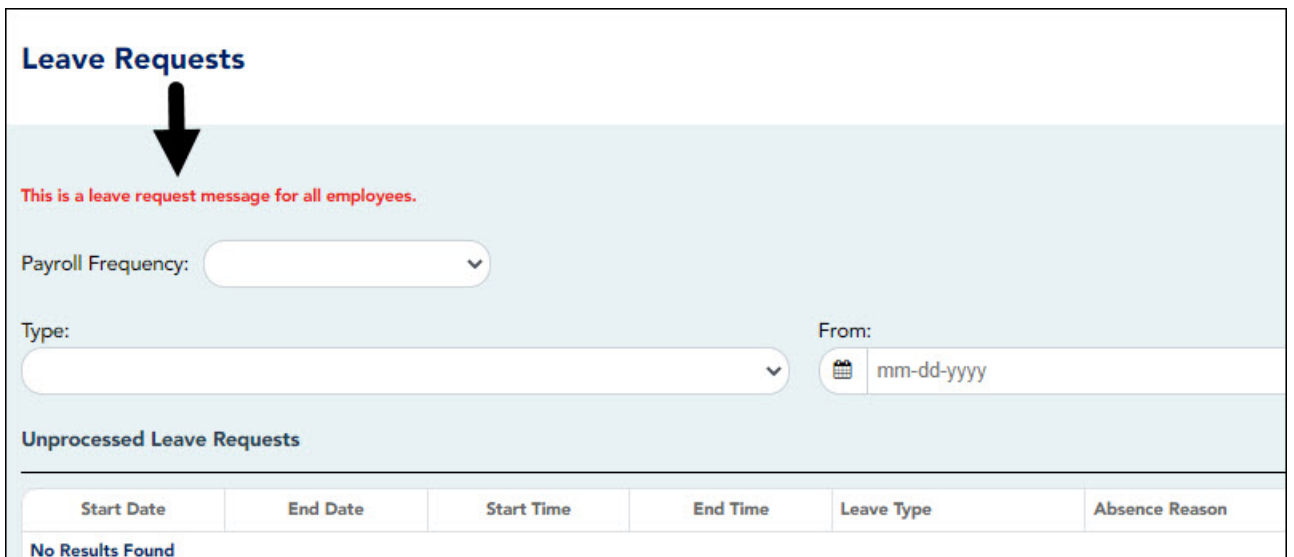 Leave Requests
This is a leave request message for all employees.
Payroll Frequency:
Type: From:
mm-dd-yyyy
Unprocessed Leave Requests
Start Date End Date Start Time End Time Leave Type Absence Reason
No Results Found